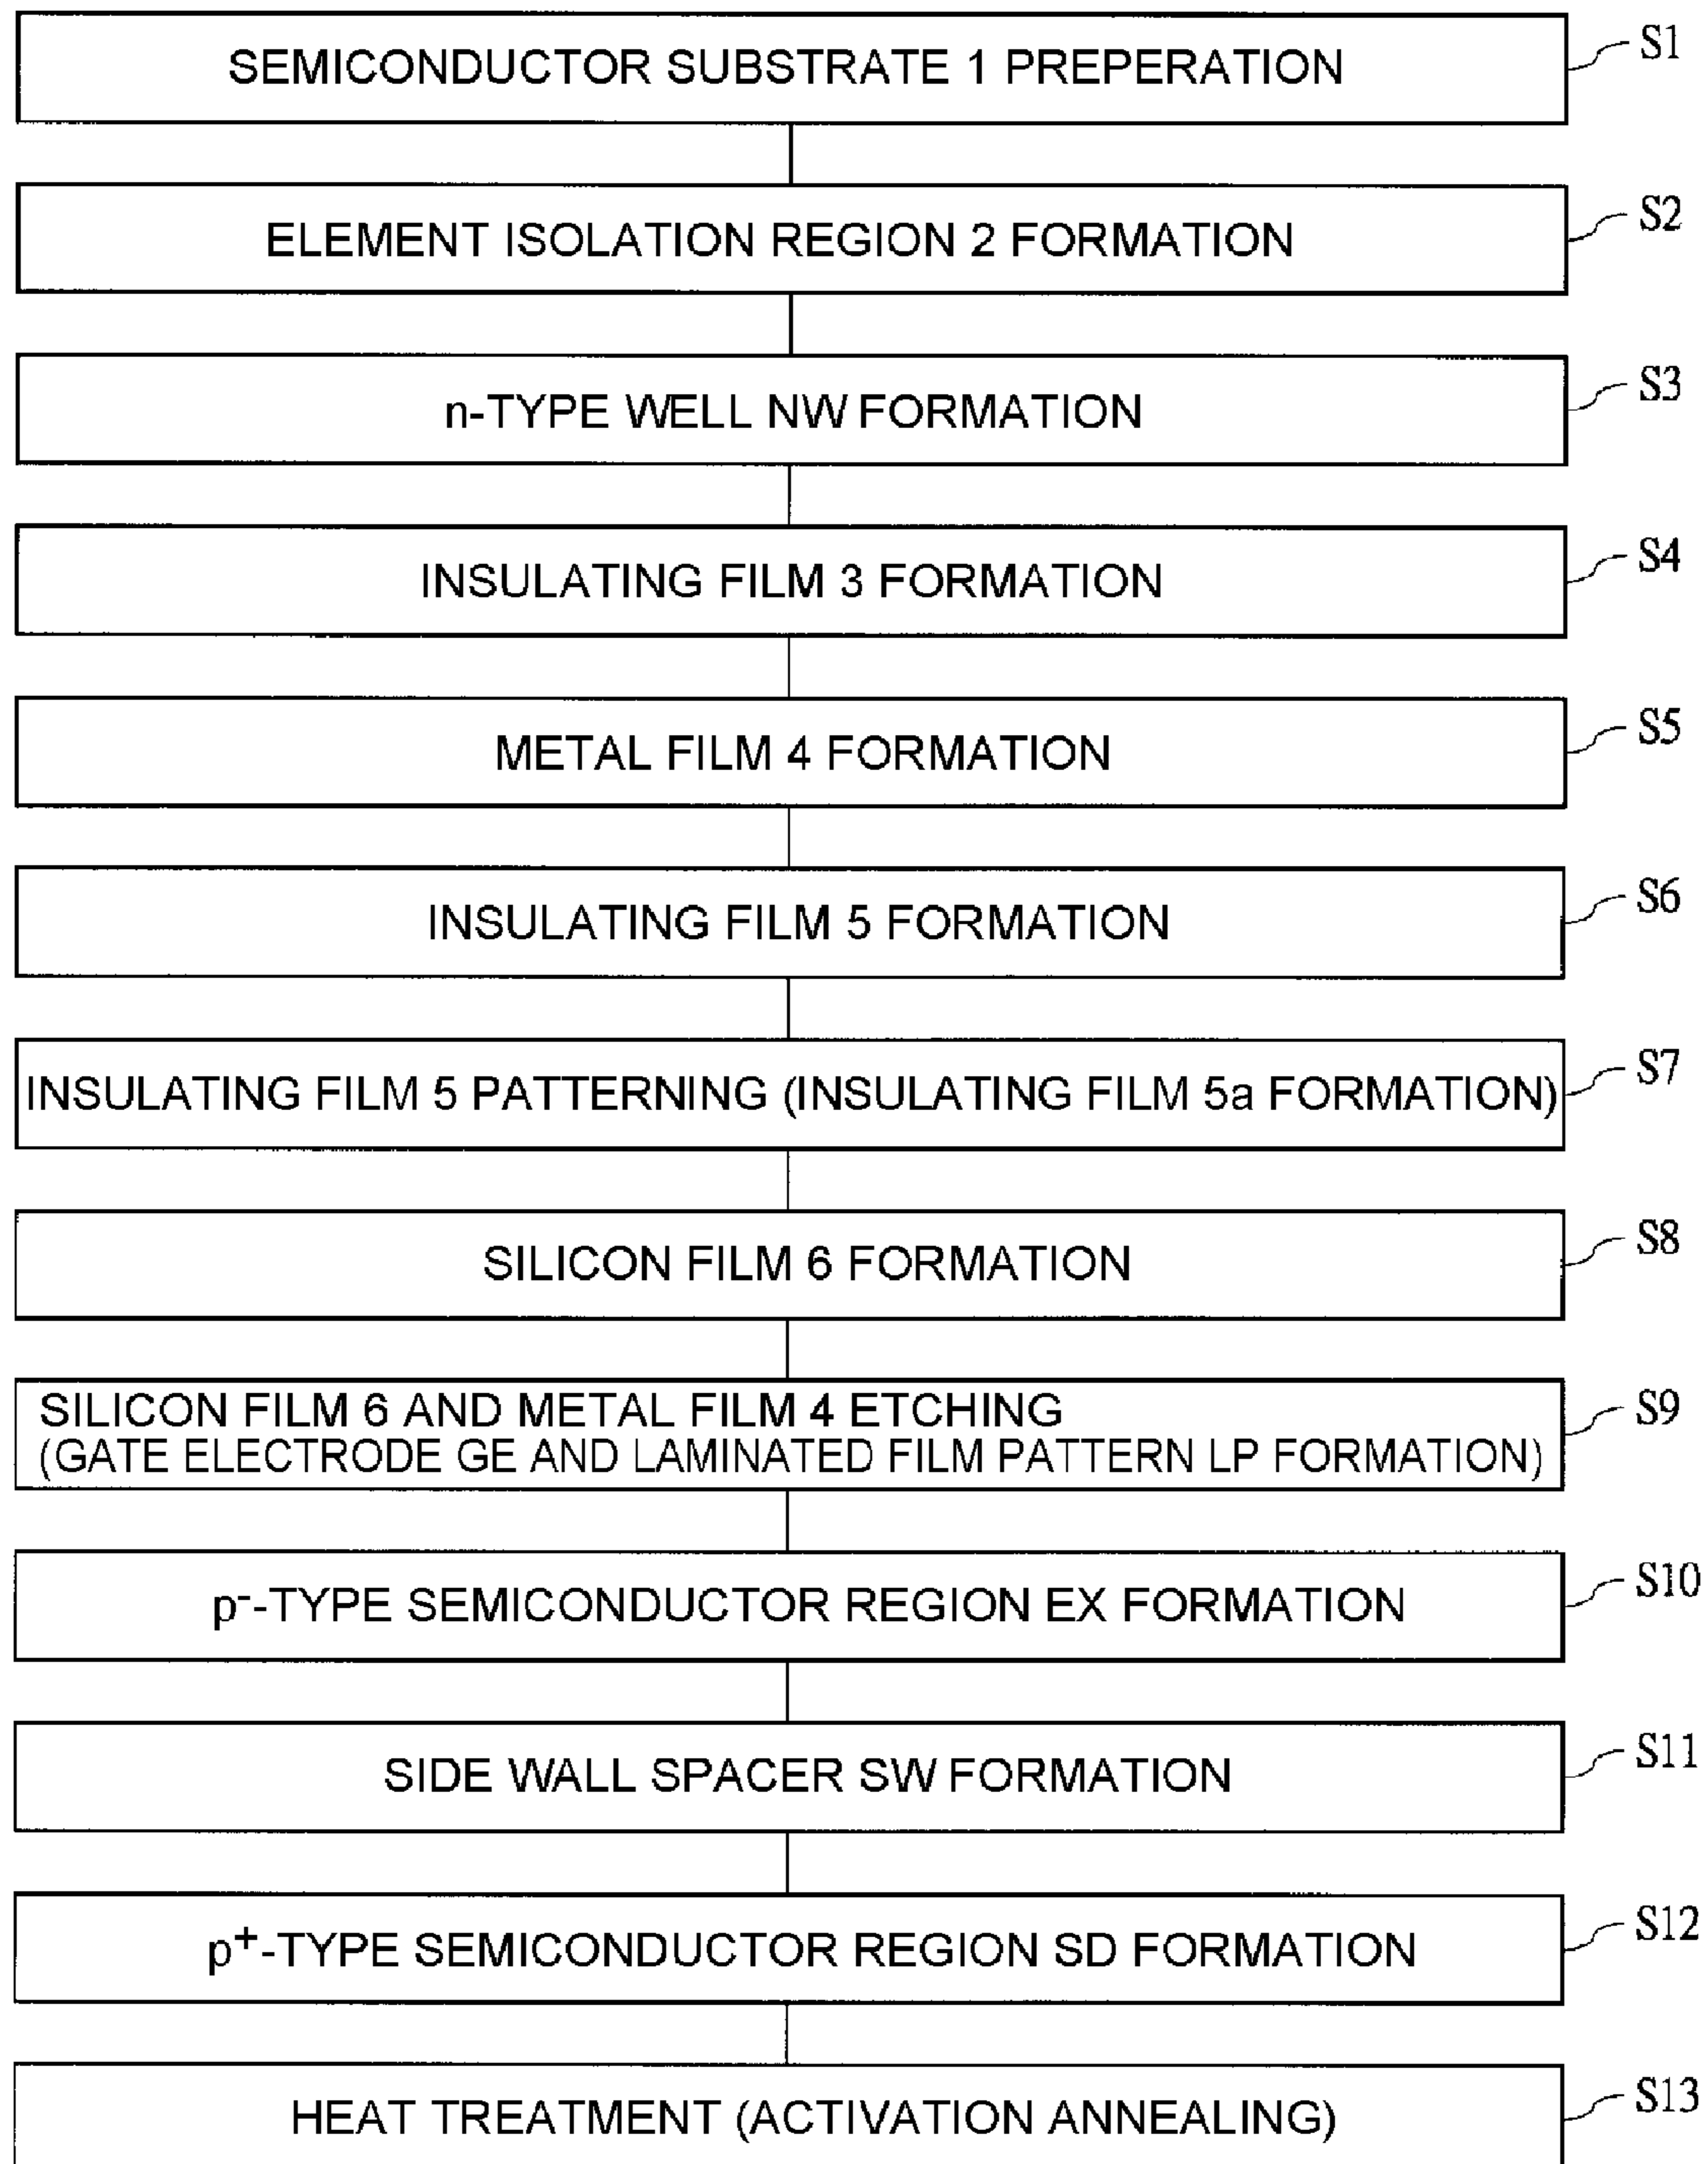 SEMICONDUCTOR SUBSTRATE 1 PREPERATION
S1
ELEMENT ISOLATION REGION 2 FORMATION
S2
n-TYPE WELL NW FORMATION
S3
INSULATING FILM 3 FORMATION
S4
METAL FILM 4 FORMATION
S5
INSULATING FILM 5 FORMATION
S6
INSULATING FILM 5 PATTERNING (INSULATING FILM 5a FORMATION)
S7
SILICON FILM 6 FORMATION
S8
SILICON FILM 6 AND METAL FILM 4 ETCHING
(GATE ELECTRODE GE AND LAMINATED FILM PATTERN LP FORMATION)
S9
p⁻-TYPE SEMICONDUCTOR REGION EX FORMATION
S10
SIDE WALL SPACER SW FORMATION
S11
p⁺-TYPE SEMICONDUCTOR REGION SD FORMATION
S12
HEAT TREATMENT (ACTIVATION ANNEALING)
S13